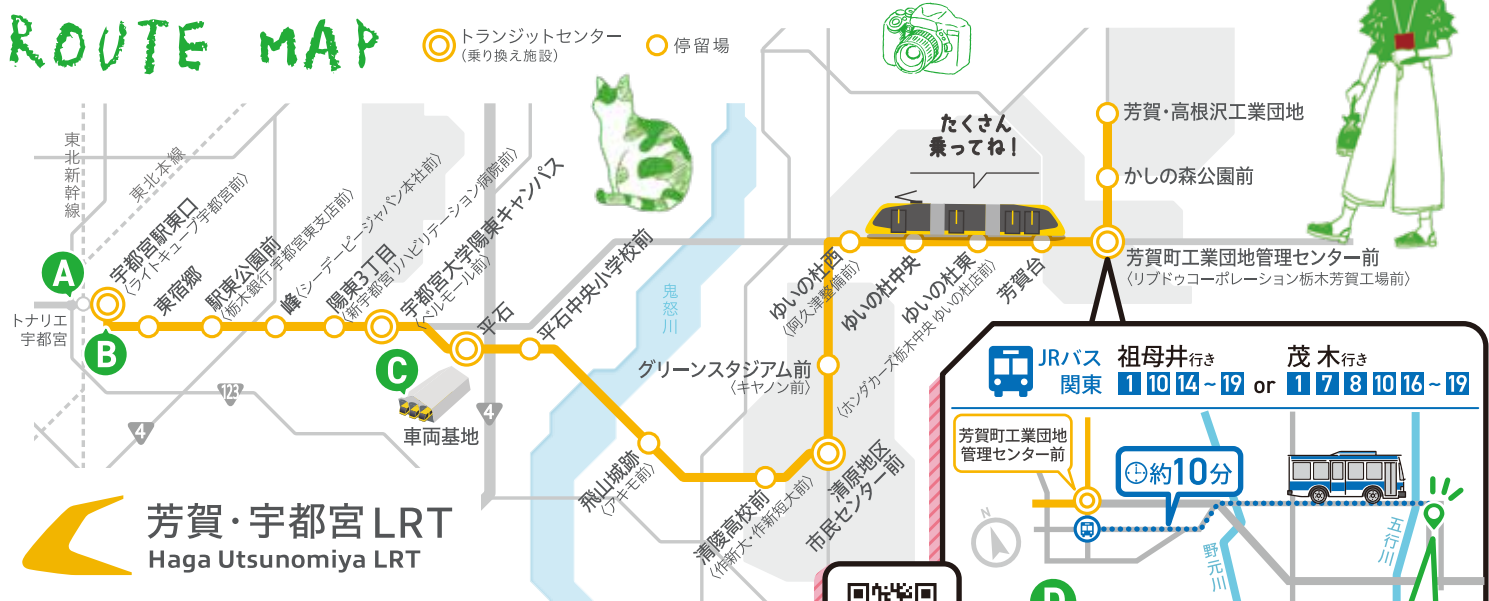 ROUTE MAP
トランジットセンター
(乗り換え施設)
停留場
東北新幹線
東北本線
A
トナリエ
宇都宮
B
宇都宮駅東口
〈ライトキューブ宇都宮前〉
東宿郷
駅東公園前
〈栃木銀行 宇都宮東支店前〉
峰〈シーデーピージャパン本社前〉
陽東3丁目
〈新宇都宮リハビリテーション病院前〉
宇都宮大学陽東キャンパス
〈ベルモール前〉
平石
平石中央小学校前
C
車両基地
123
4
4
鬼怒川
飛山城跡
〈アキモ前〉
清陵高校前
〈作新大・作新短大前〉
清原地区
市民センター前
グリーンスタジアム前
〈キヤノン前〉
ゆいの杜西
〈阿久津整備前〉
ゆいの杜中央
ゆいの杜東
〈ホンダカーズ栃木中央 ゆいの杜店前〉
芳賀台
たくさん
乗ってね!
芳賀・高根沢工業団地
かしの森公園前
芳賀町工業団地管理センター前
〈リブドゥコーポレーション栃木芳賀工場前〉
芳賀・宇都宮LRT
Haga Utsunomiya LRT
JRバス
関東
祖母井行き
1 10 14~19 or
茂木行き
1 7 8 10 16~19
芳賀町工業団地
管理センター前
約10分
N
野元川
五行川
D